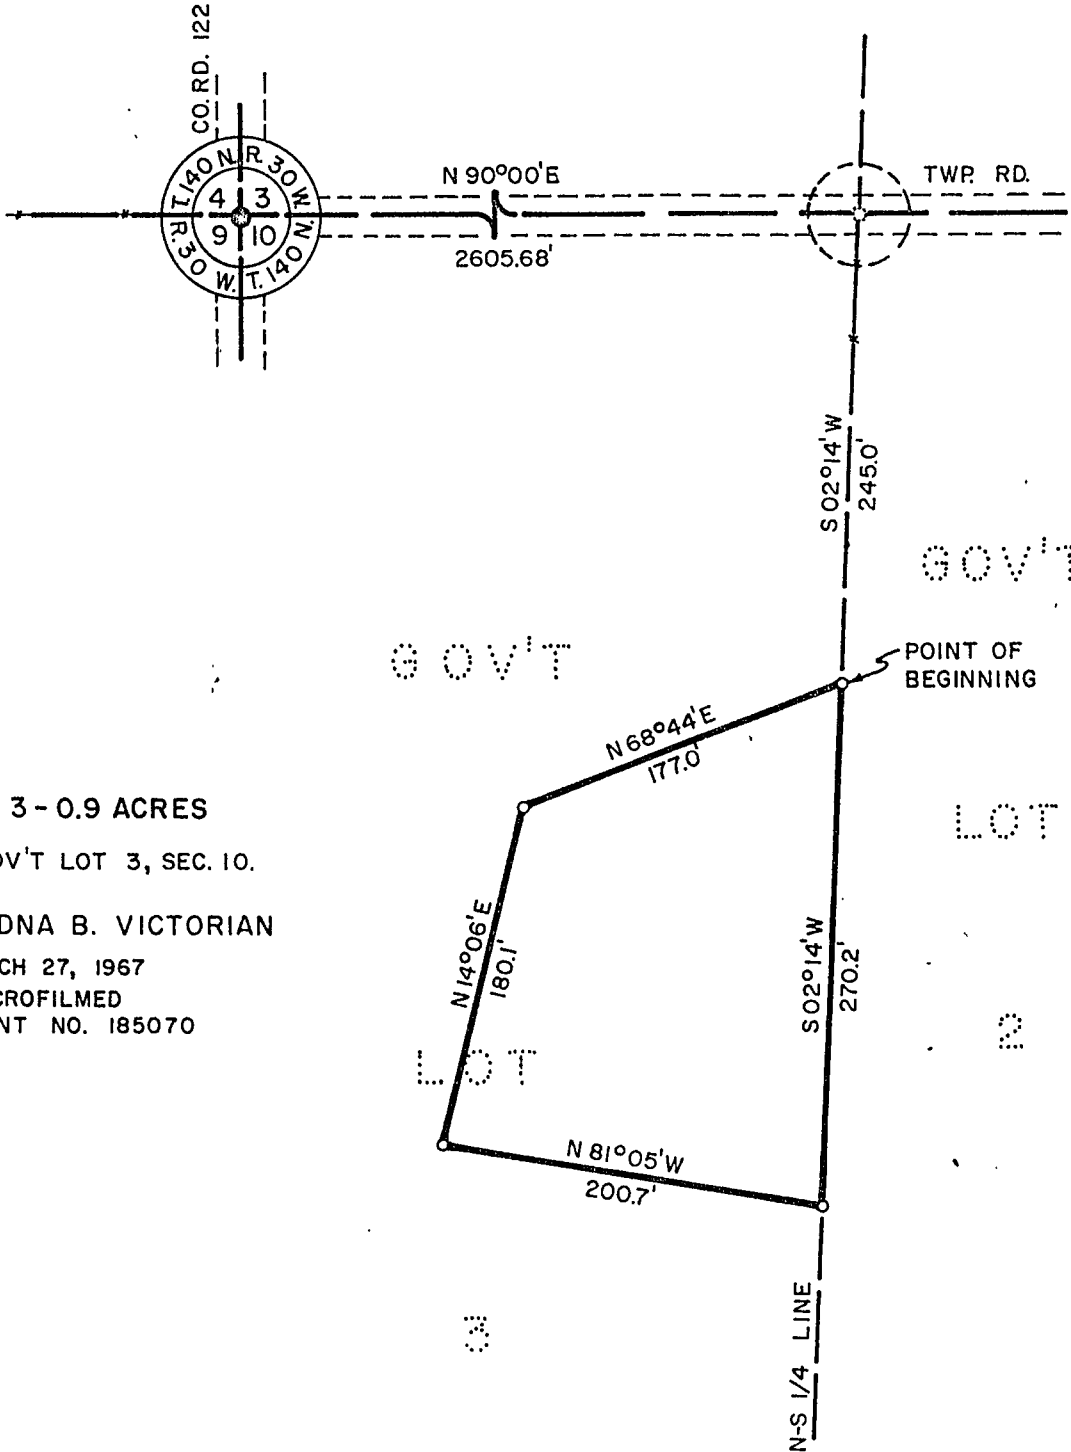 CO. RD. 122
T. 140 N. R. 30 W.
4 3
9 10
R. 30 W. T. 140 N.
N 90°00'E
2605.68'
TWP. RD.
S 02°14'W
245.0'
GOV'T
GOV'T
POINT OF
BEGINNING
N 68°44'E
177.0'
3 - 0.9 ACRES
LOT
OV'T LOT 3, SEC. 10.
DNA B. VICTORIAN
CH 27, 1967
CROFILMED
NT NO. 185070
N 14°06'E
180.1'
S 02°14'W
270.2'
2
LOT
N 81°05'W
200.7'
3
N-S 1/4 LINE